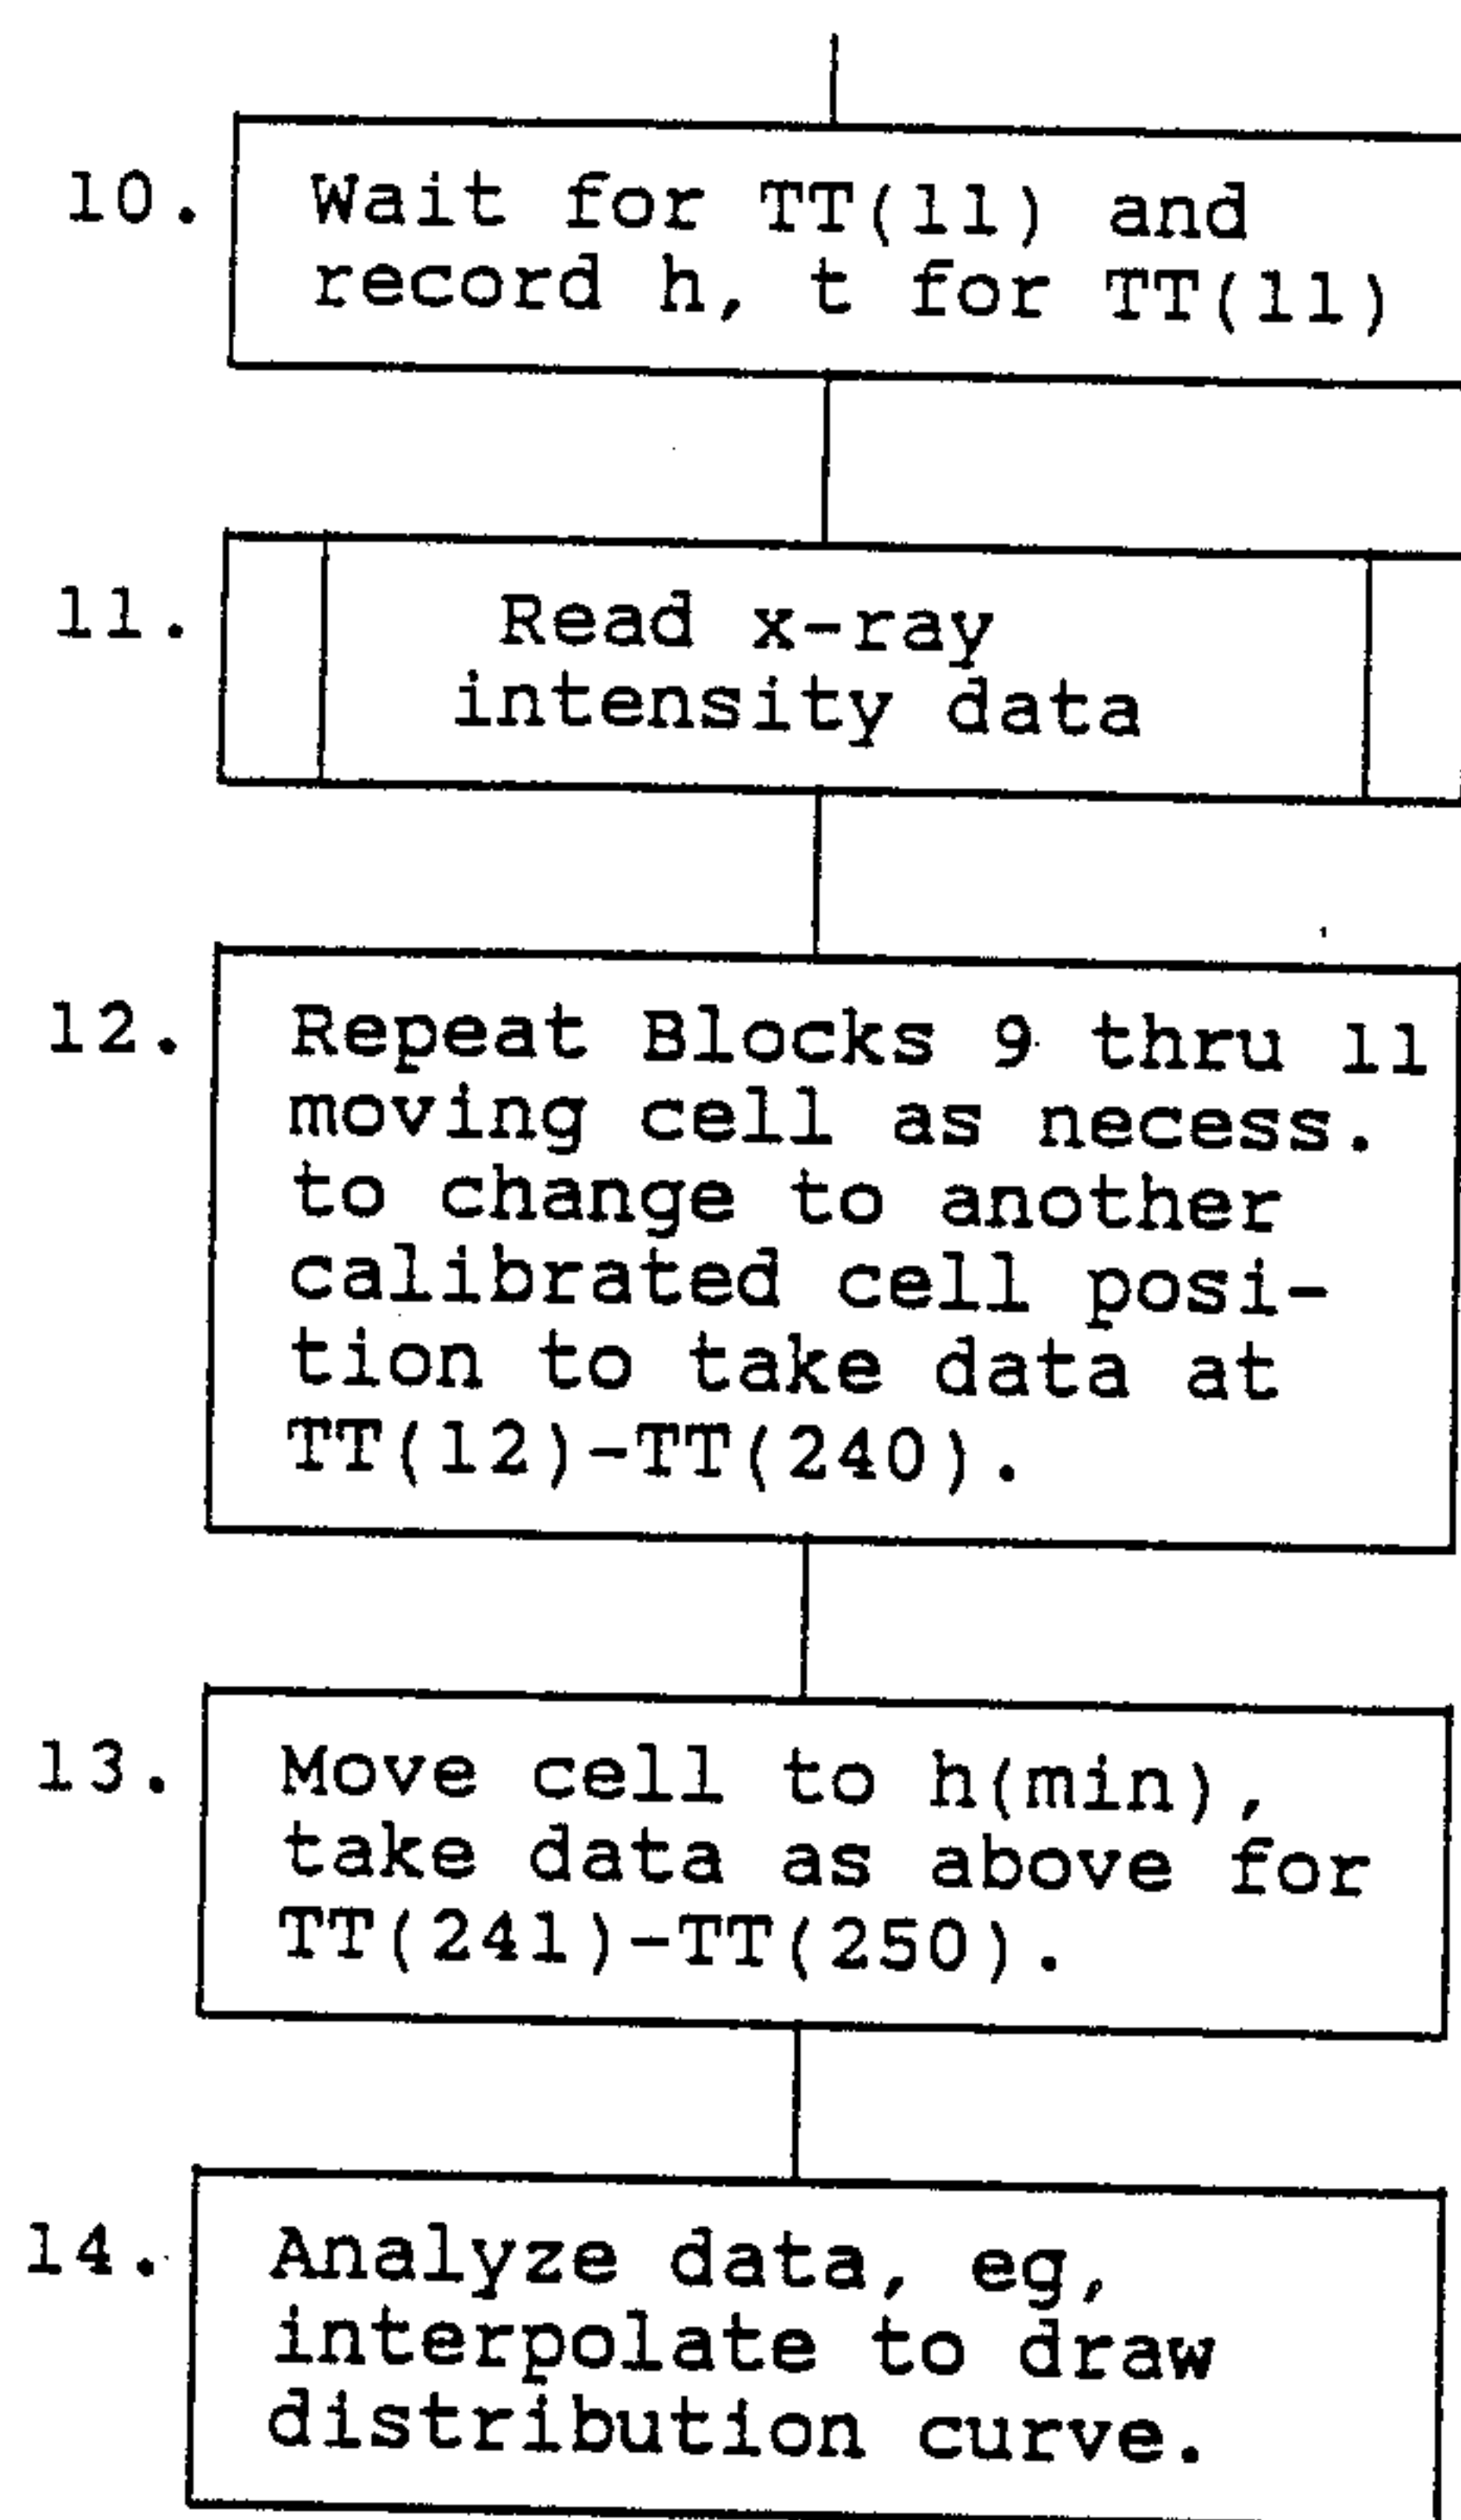 10. Wait for TT(11) and
record h, t for TT(11)
11. Read x-ray
intensity data
12. Repeat Blocks 9 thru 11
moving cell as necess.
to change to another
calibrated cell posi-
tion to take data at
TT(12)-TT(240).
13. Move cell to h(min),
take data as above for
TT(241)-TT(250).
14. Analyze data, eg,
interpolate to draw
distribution curve.